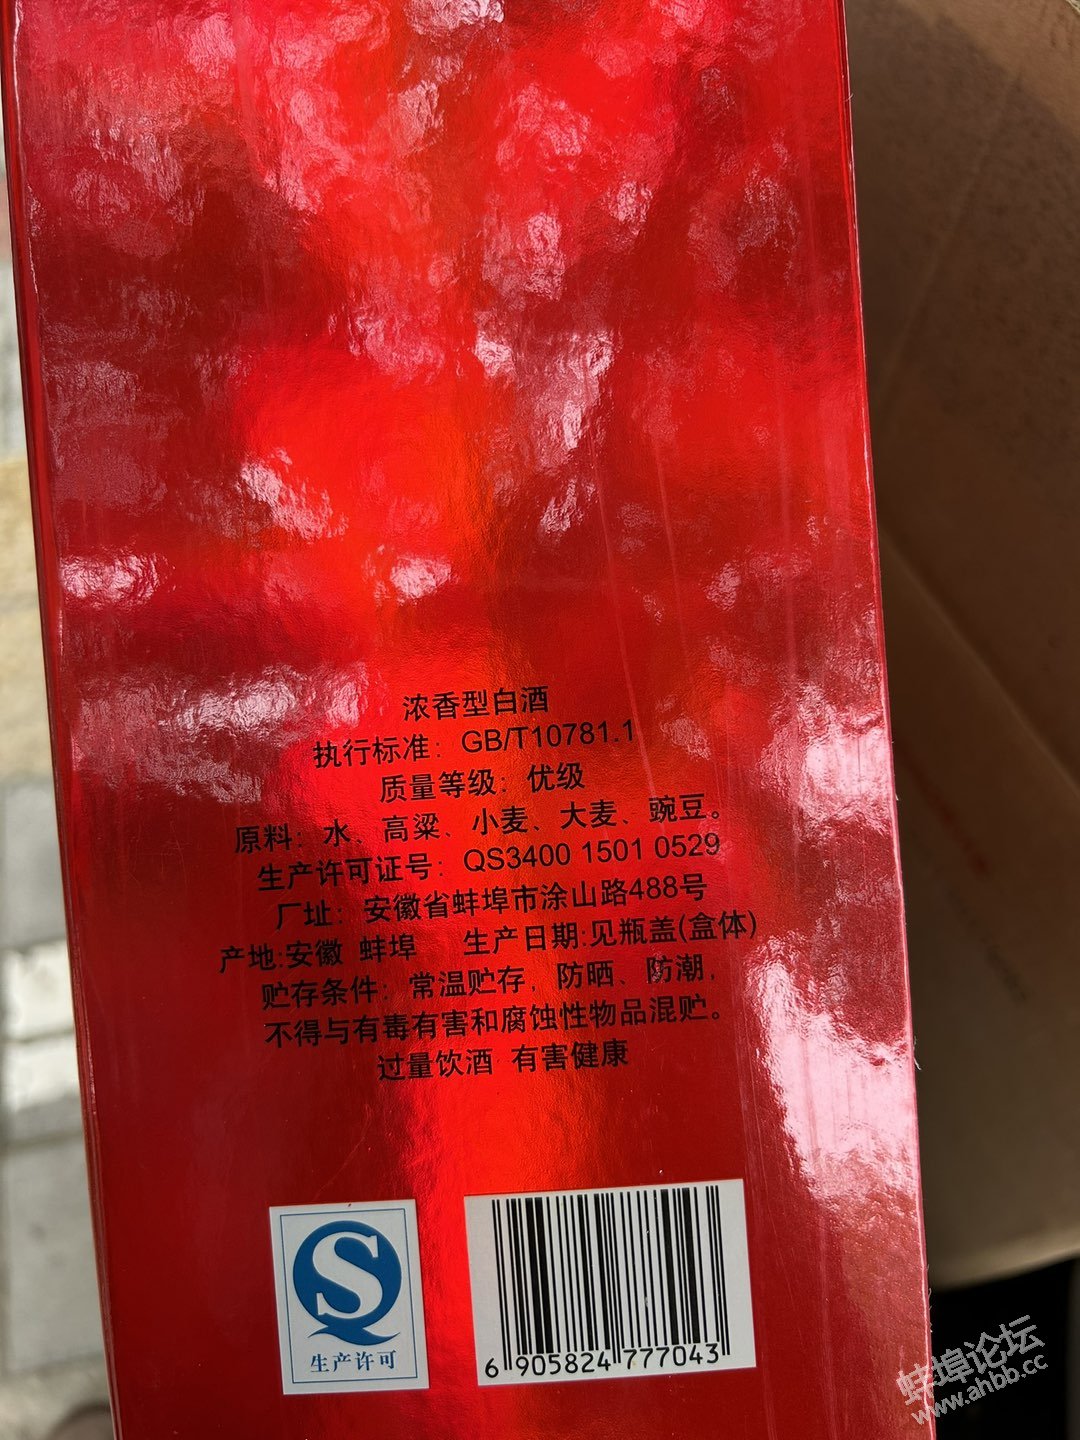 浓香型白酒
执行标准：GB/T10781.1
质量等级：优级
原料：水、高粱、小麦、大麦、豌豆。
生产许可证号：QS3400 1501 0529
厂址：安徽省蚌埠市涂山路488号
产地:安徽 蚌埠 生产日期:见瓶盖(盒体)
贮存条件：常温贮存，防晒、防潮，
不得与有毒有害和腐蚀性物品混贮。
过量饮酒 有害健康
生产许可
6 905824 777043
蚌埠论坛
www.ahbb.cc